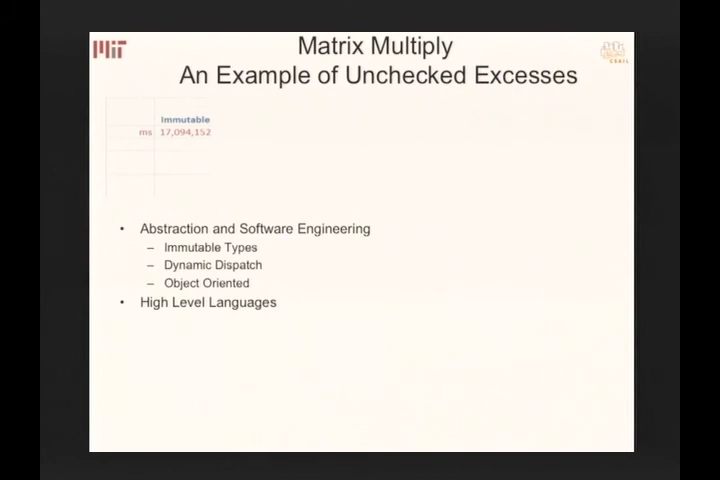 MIT
Matrix Multiply
An Example of Unchecked Excesses
CSAIL
Immutable
ms 17,094,152
• Abstraction and Software Engineering
– Immutable Types
– Dynamic Dispatch
– Object Oriented
• High Level Languages